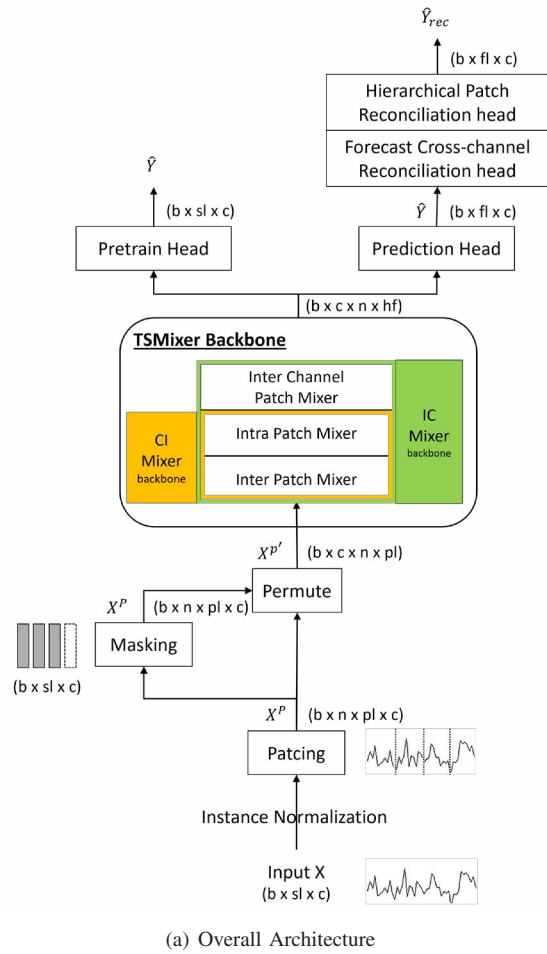 Ŷrec
(b x fl x c)
Hierarchical Patch
Reconciliation head
Forecast Cross-channel
Reconciliation head
Ŷ
(b x sl x c)
Ŷ
(b x fl x c)
Pretrain Head
Prediction Head
(b x c x n x hf)
TSMixer Backbone
Inter Channel
Patch Mixer
IC
Mixer
backbone
CI
Mixer
backbone
Intra Patch Mixer
Inter Patch Mixer
X^p′
(b x c x n x pl)
X^P
(b x n x pl x c)
Permute
Masking
(b x sl x c)
X^P
(b x n x pl x c)
Patcing
Instance Normalization
Input X
(b x sl x c)
(a) Overall Architecture